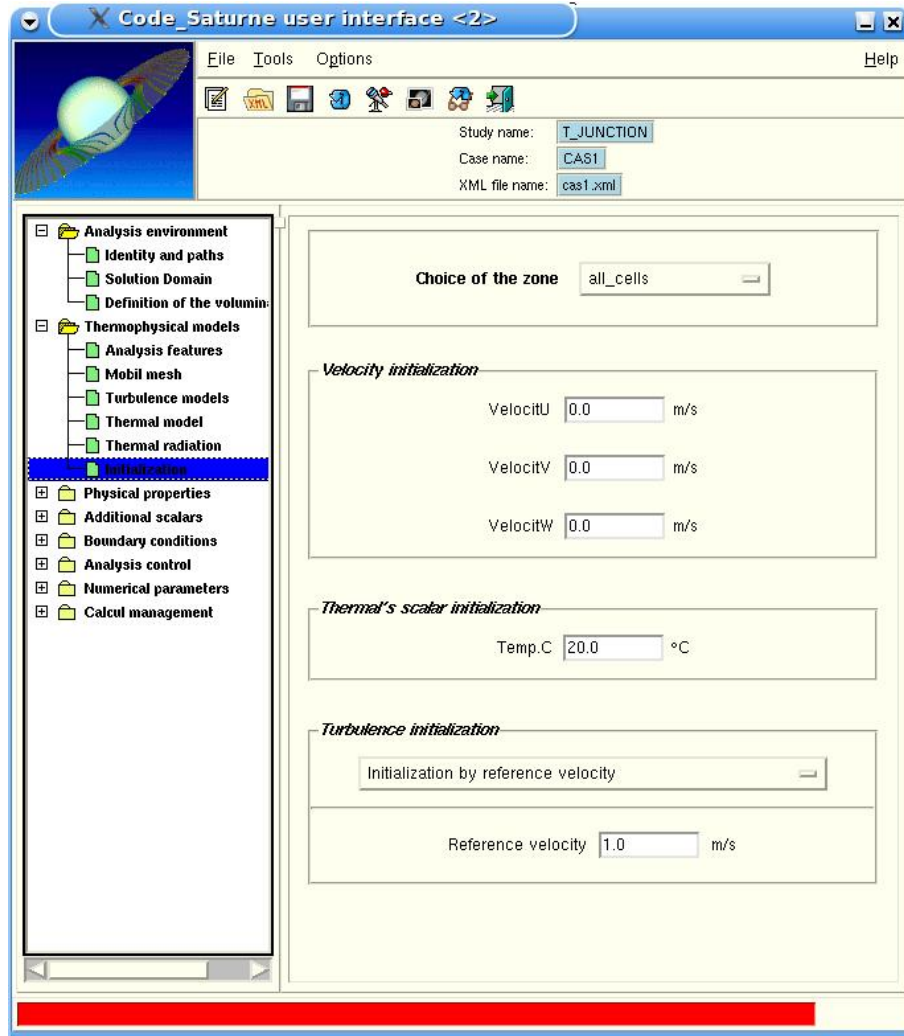 Code_Saturne user interface <2>
File Tools Options Help
XML
Study name: T_JUNCTION
Case name: CAS1
XML file name: cas1.xml
Analysis environment
Identity and paths
Solution Domain
Definition of the volumin
Thermophysical models
Analysis features
Mobil mesh
Turbulence models
Thermal model
Thermal radiation
Initialization
Physical properties
Additional scalars
Boundary conditions
Analysis control
Numerical parameters
Calcul management
Choice of the zone all_cells
Velocity initialization
VelocitU 0.0 m/s
VelocitV 0.0 m/s
VelocitW 0.0 m/s
Thermal's scalar initialization
Temp.C 20.0 °C
Turbulence initialization
Initialization by reference velocity
Reference velocity 1.0 m/s